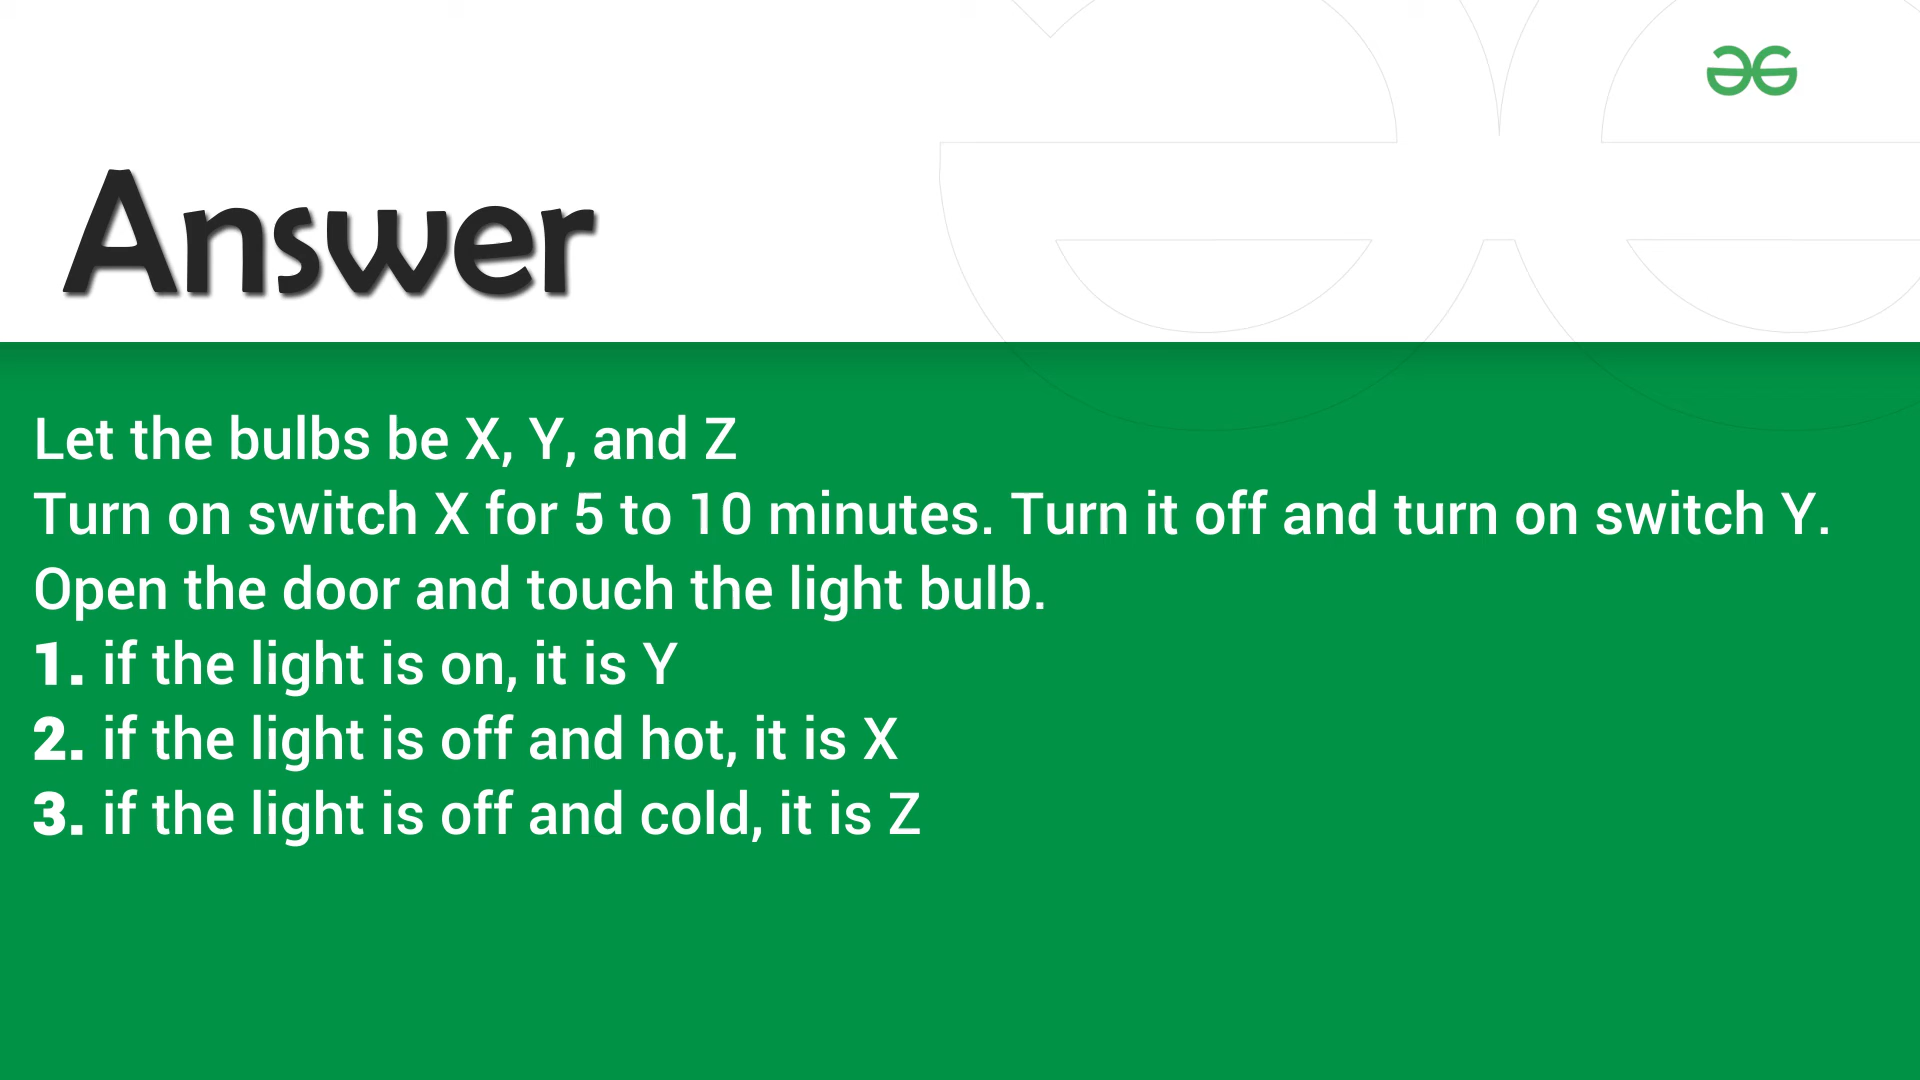 Answer
Let the bulbs be X, Y, and Z
Turn on switch X for 5 to 10 minutes. Turn it off and turn on switch Y.
Open the door and touch the light bulb.
1. if the light is on, it is Y
2. if the light is off and hot, it is X
3. if the light is off and cold, it is Z